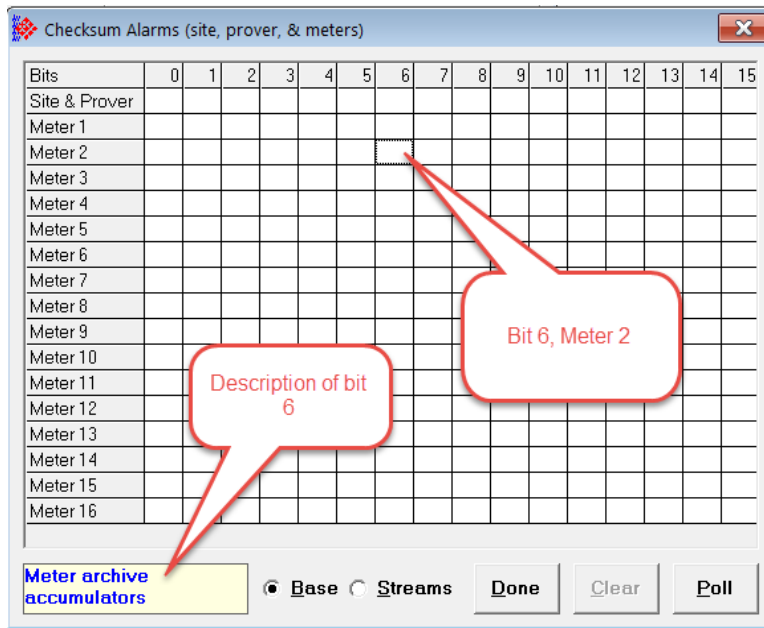 Checksum Alarms (site, prover, & meters)
Bits 0 1 2 3 4 5 6 7 8 9 10 11 12 13 14 15
Site & Prover
Meter 1
Meter 2
Meter 3
Meter 4
Meter 5
Meter 6
Meter 7
Meter 8
Meter 9
Meter 10
Meter 11
Meter 12
Meter 13
Meter 14
Meter 15
Meter 16
Bit 6, Meter 2
Description of bit
6
Meter archive
accumulators
Base Streams Done Clear Poll